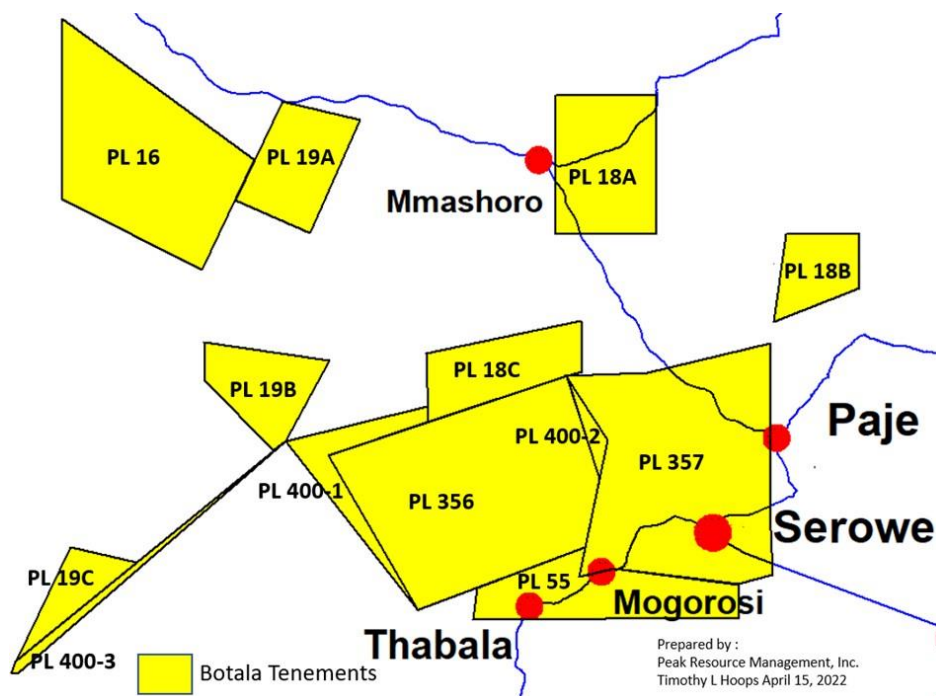 PL 16
PL 19A
PL 18A
Mmashoro
PL 18B
PL 18C
PL 19B
Paje
PL 400-2
PL 357
PL 400-1
PL 356
Serowe
PL 19C
PL 55
Mogorosi
Thabala
PL 400-3
Botala Tenements
Prepared by :
Peak Resource Management, Inc.
Timothy L Hoops April 15, 2022